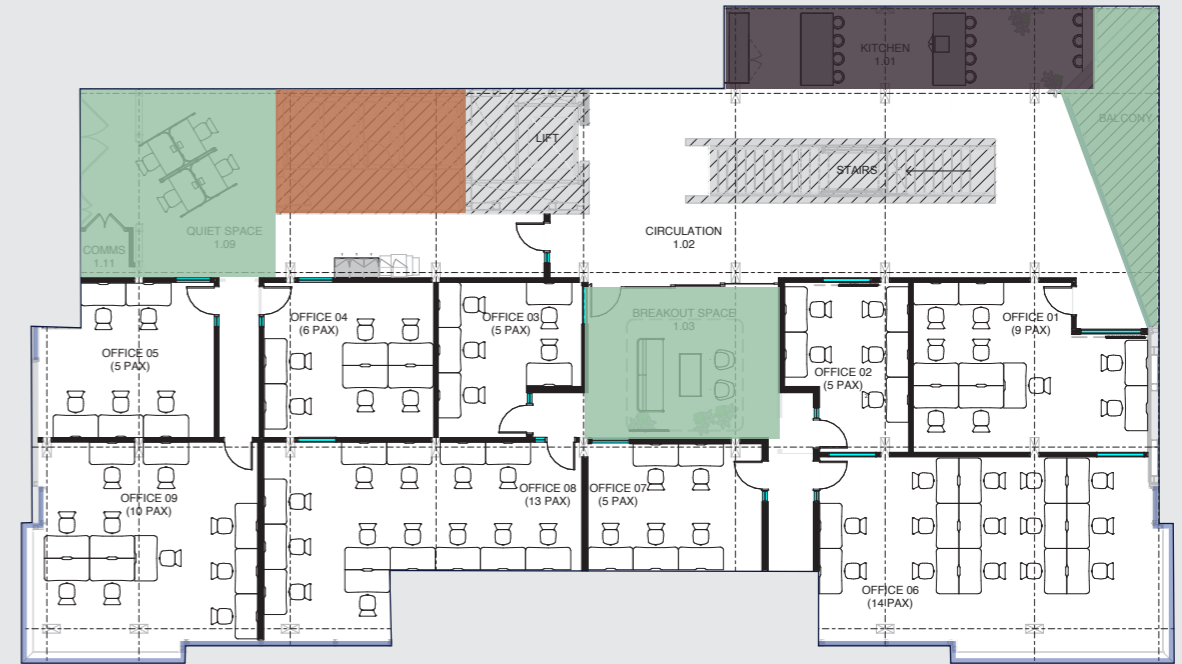 KITCHEN
1.01
BALCONY
LIFT
STAIRS
QUIET SPACE
1.09
COMMS
1.11
CIRCULATION
1.02
OFFICE 04
(6 PAX)
OFFICE 03
(5 PAX)
BREAKOUT SPACE
1.03
OFFICE 01
(9 PAX)
OFFICE 05
(5 PAX)
OFFICE 02
(5 PAX)
OFFICE 09
(10 PAX)
OFFICE 08
(13 PAX)
OFFICE 07
(5 PAX)
OFFICE 06
(14 PAX)